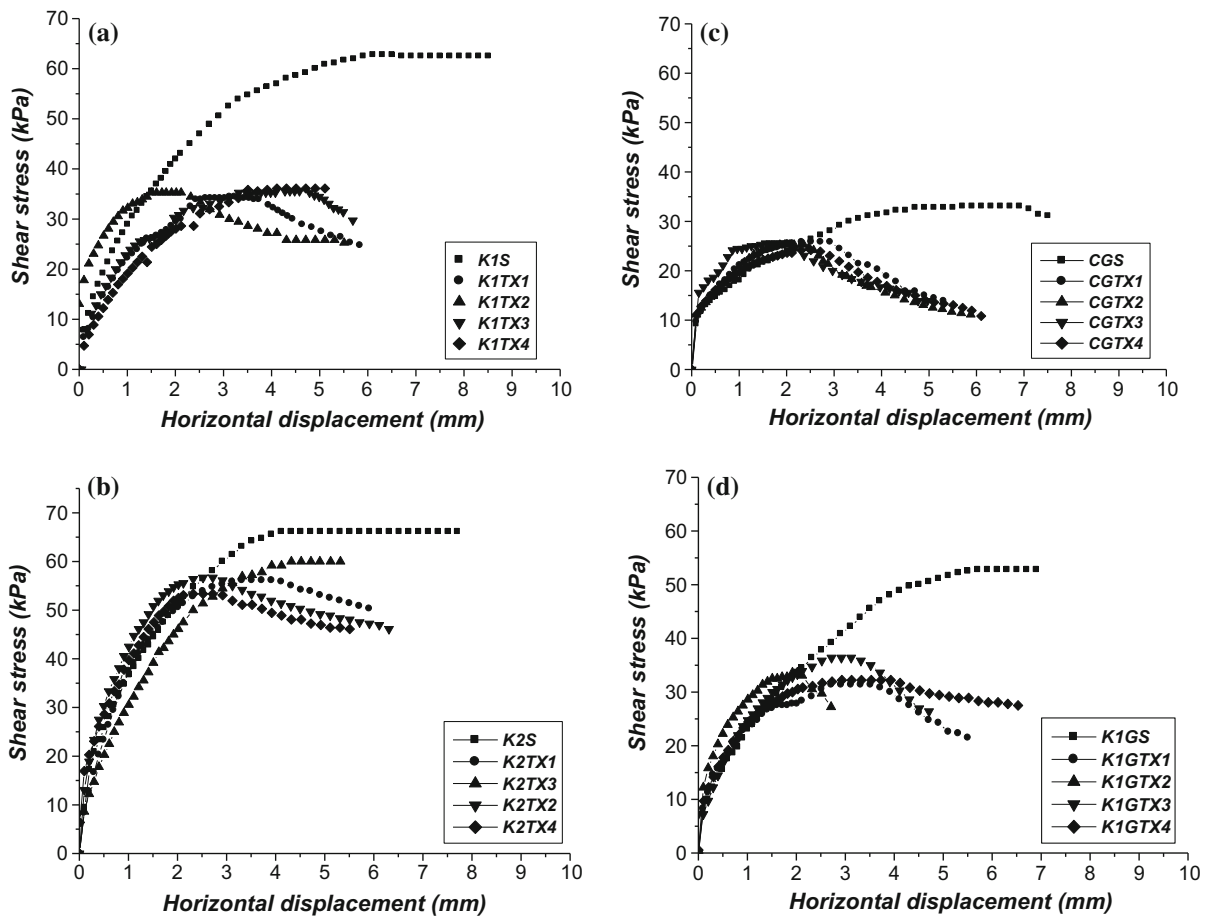 (a)
Shear stress (kPa)
70
60
50
40
30
20
10
0
0 1 2 3 4 5 6 7 8 9 10
Horizontal displacement (mm)
K1S
K1TX1
K1TX2
K1TX3
K1TX4
(c)
Shear stress (kPa)
70
60
50
40
30
20
10
0
0 1 2 3 4 5 6 7 8 9 10
Horizontal displacement (mm)
CGS
CGTX1
CGTX2
CGTX3
CGTX4
(b)
Shear stress (kPa)
70
60
50
40
30
20
10
0
0 1 2 3 4 5 6 7 8 9 10
Horizontal displacement (mm)
K2S
K2TX1
K2TX3
K2TX2
K2TX4
(d)
Shear stress (kPa)
70
60
50
40
30
20
10
0
0 1 2 3 4 5 6 7 8 9 10
Horizontal displacement (mm)
K1GS
K1GTX1
K1GTX2
K1GTX3
K1GTX4